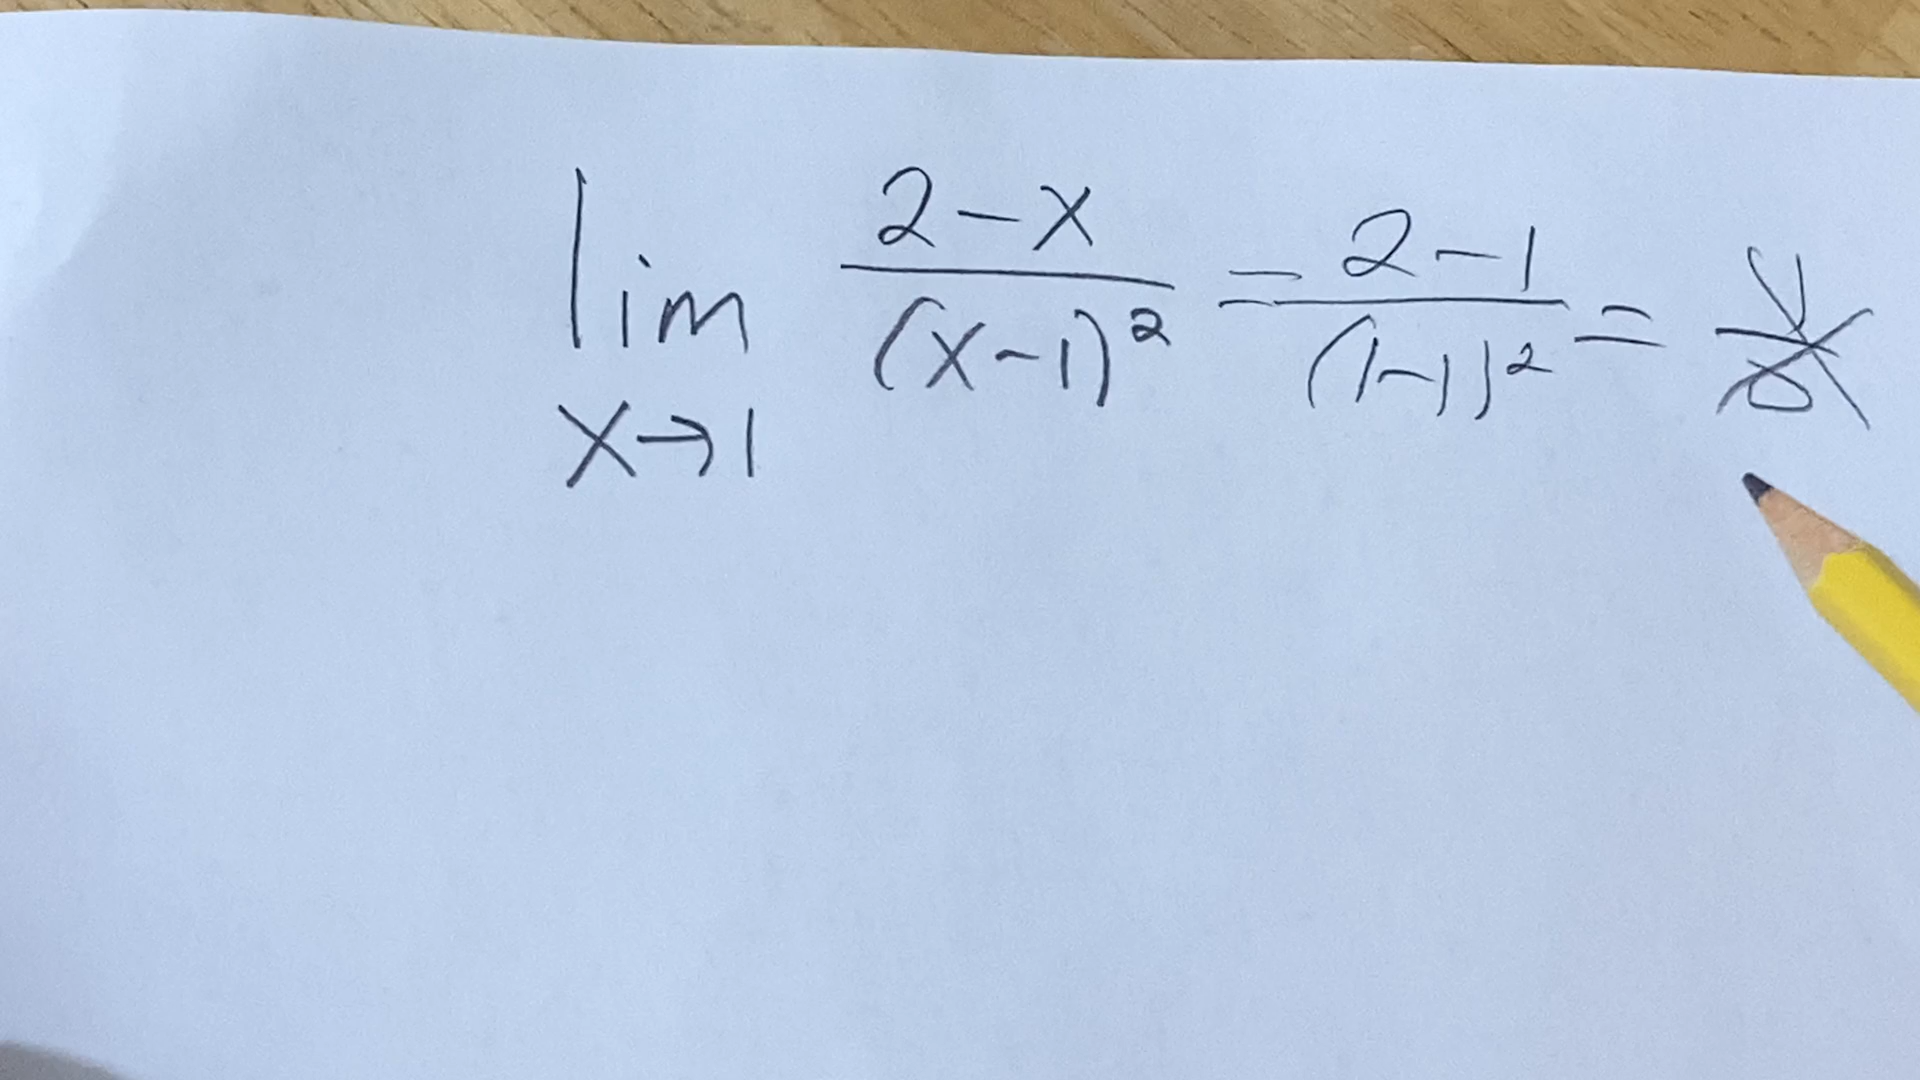 lim 2-x/(x-1)² = 2-1/(1-1)² = 1/0
x→1